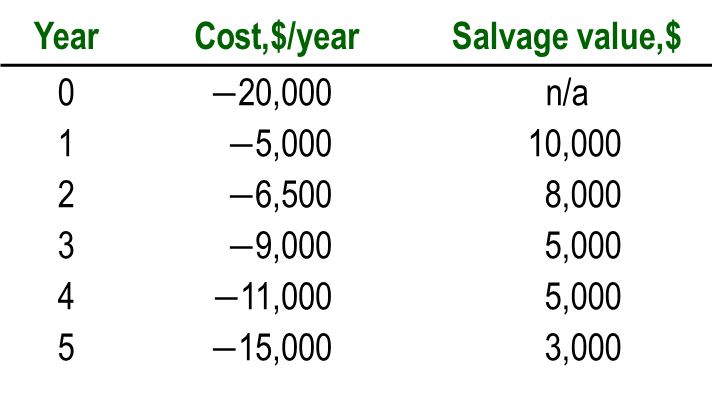 Year Cost,$/year Salvage value,$
0 —20,000 n/a
1 —5,000 10,000
2 —6,500 8,000
3 —9,000 5,000
4 —11,000 5,000
5 —15,000 3,000